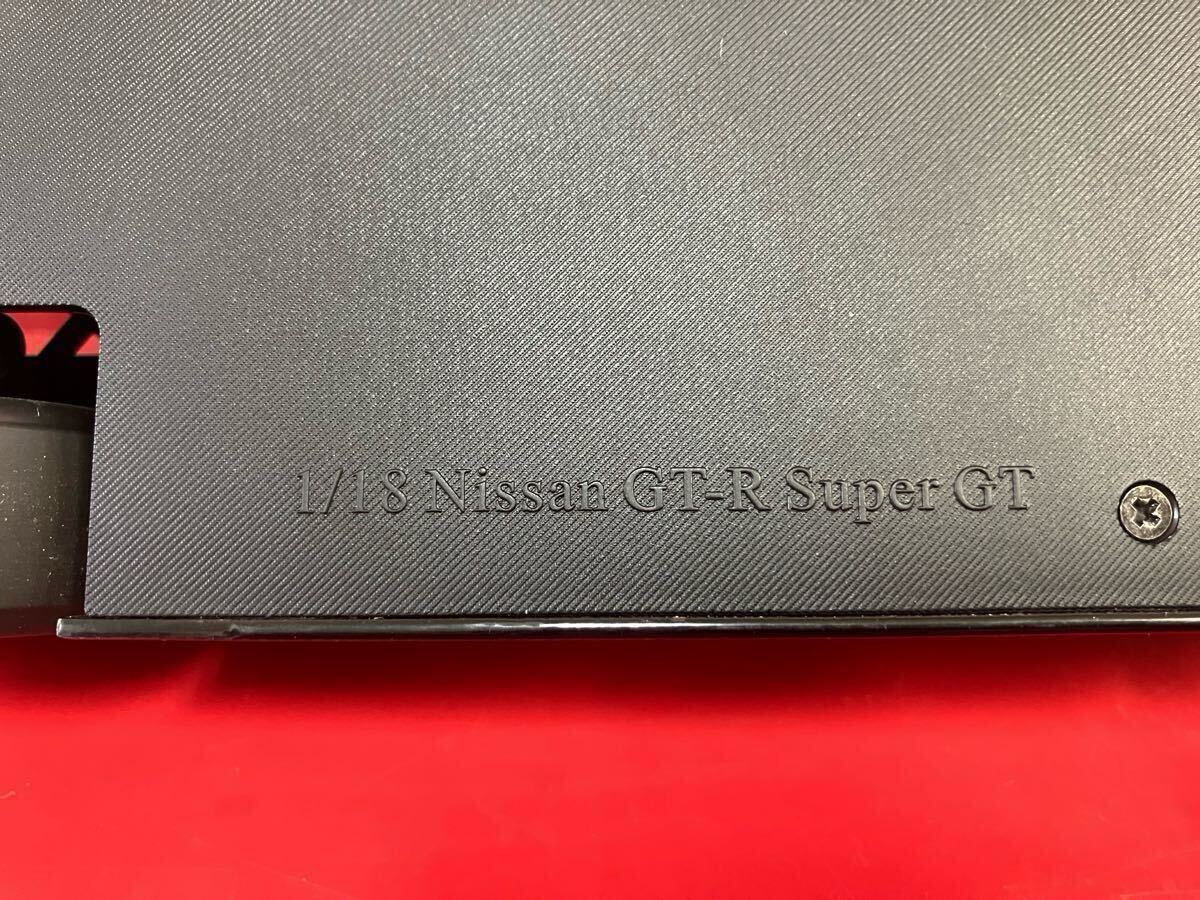 1/18 Nissan GT-R Super GT